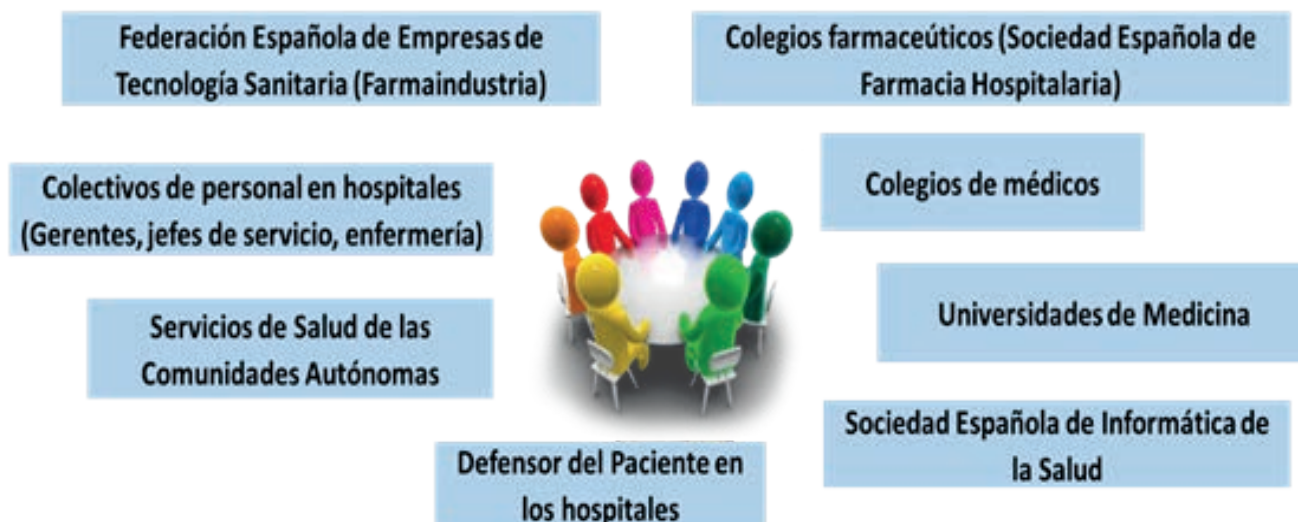 Federación Española de Empresas de
Tecnología Sanitaria (Farmaindustria)
Colegios farmaceúticos (Sociedad Española de
Farmacia Hospitalaria)
Colectivos de personal en hospitales
(Gerentes, jefes de servicio, enfermería)
Colegios de médicos
Servicios de Salud de las
Comunidades Autónomas
Universidades de Medicina
Sociedad Española de Informática de
la Salud
Defensor del Paciente en
los hospitales